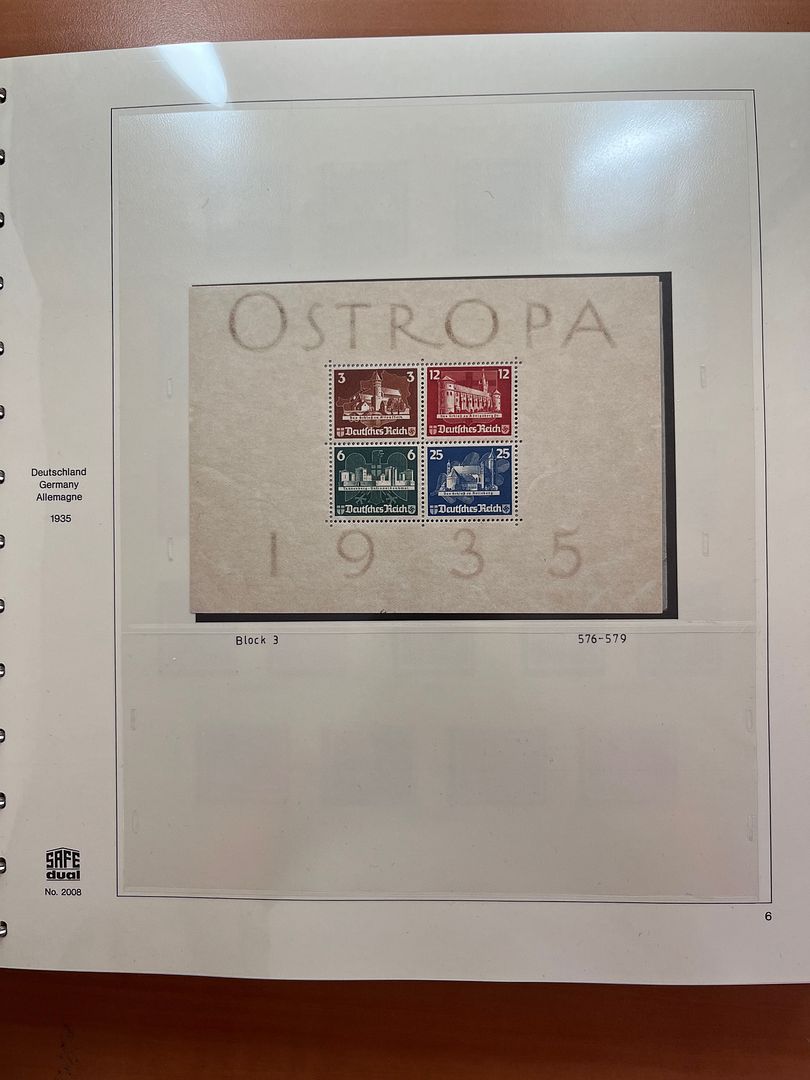 OSTROPA
3 3
12 12
Deutsches Reich
Deutsches Reich
6 6
25 25
Deutsches Reich
Deutsches Reich
1935
Deutschland
Germany
Allemagne
1935
Block 3
576-579
SAFE
dual
No. 2008
6